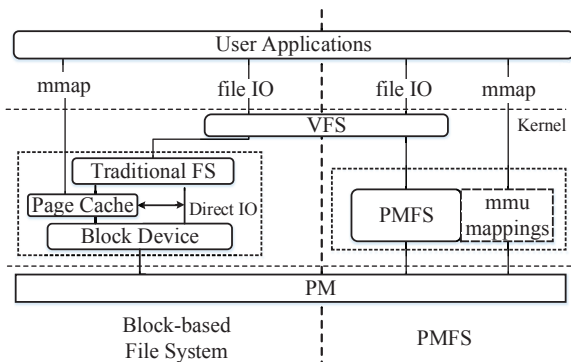 User Applications
mmap
file IO
file IO
mmap
VFS
Kernel
Traditional FS
Page Cache
Direct IO
Block Device
PMFS
mmu
mappings
PM
Block-based
File System
PMFS